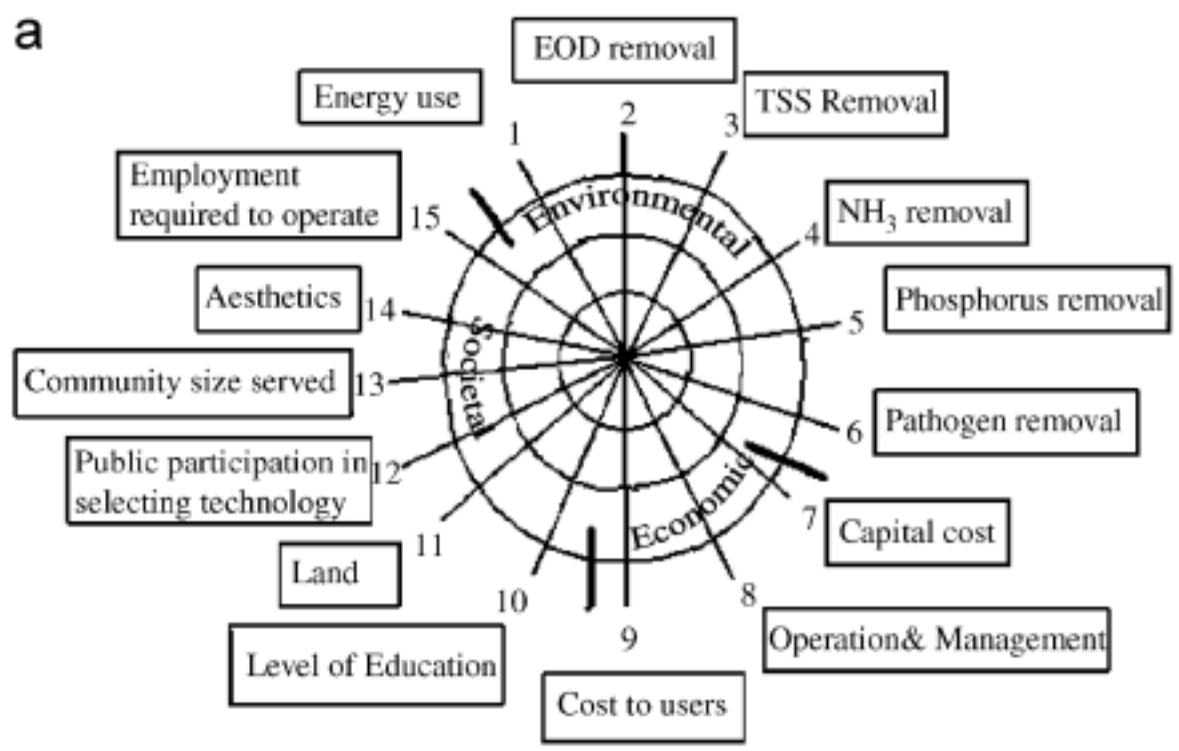 a
EOD removal
Energy use
TSS Removal
2
3
1
Employment
required to operate
15
NH₃ removal
4
Environmental
Aesthetics
14
Phosphorus removal
5
Societal
Community size served
13
Pathogen removal
6
Public participation in
selecting technology
12
Economic
7
Capital cost
11
Land
10
8
9
Operation& Management
Level of Education
Cost to users